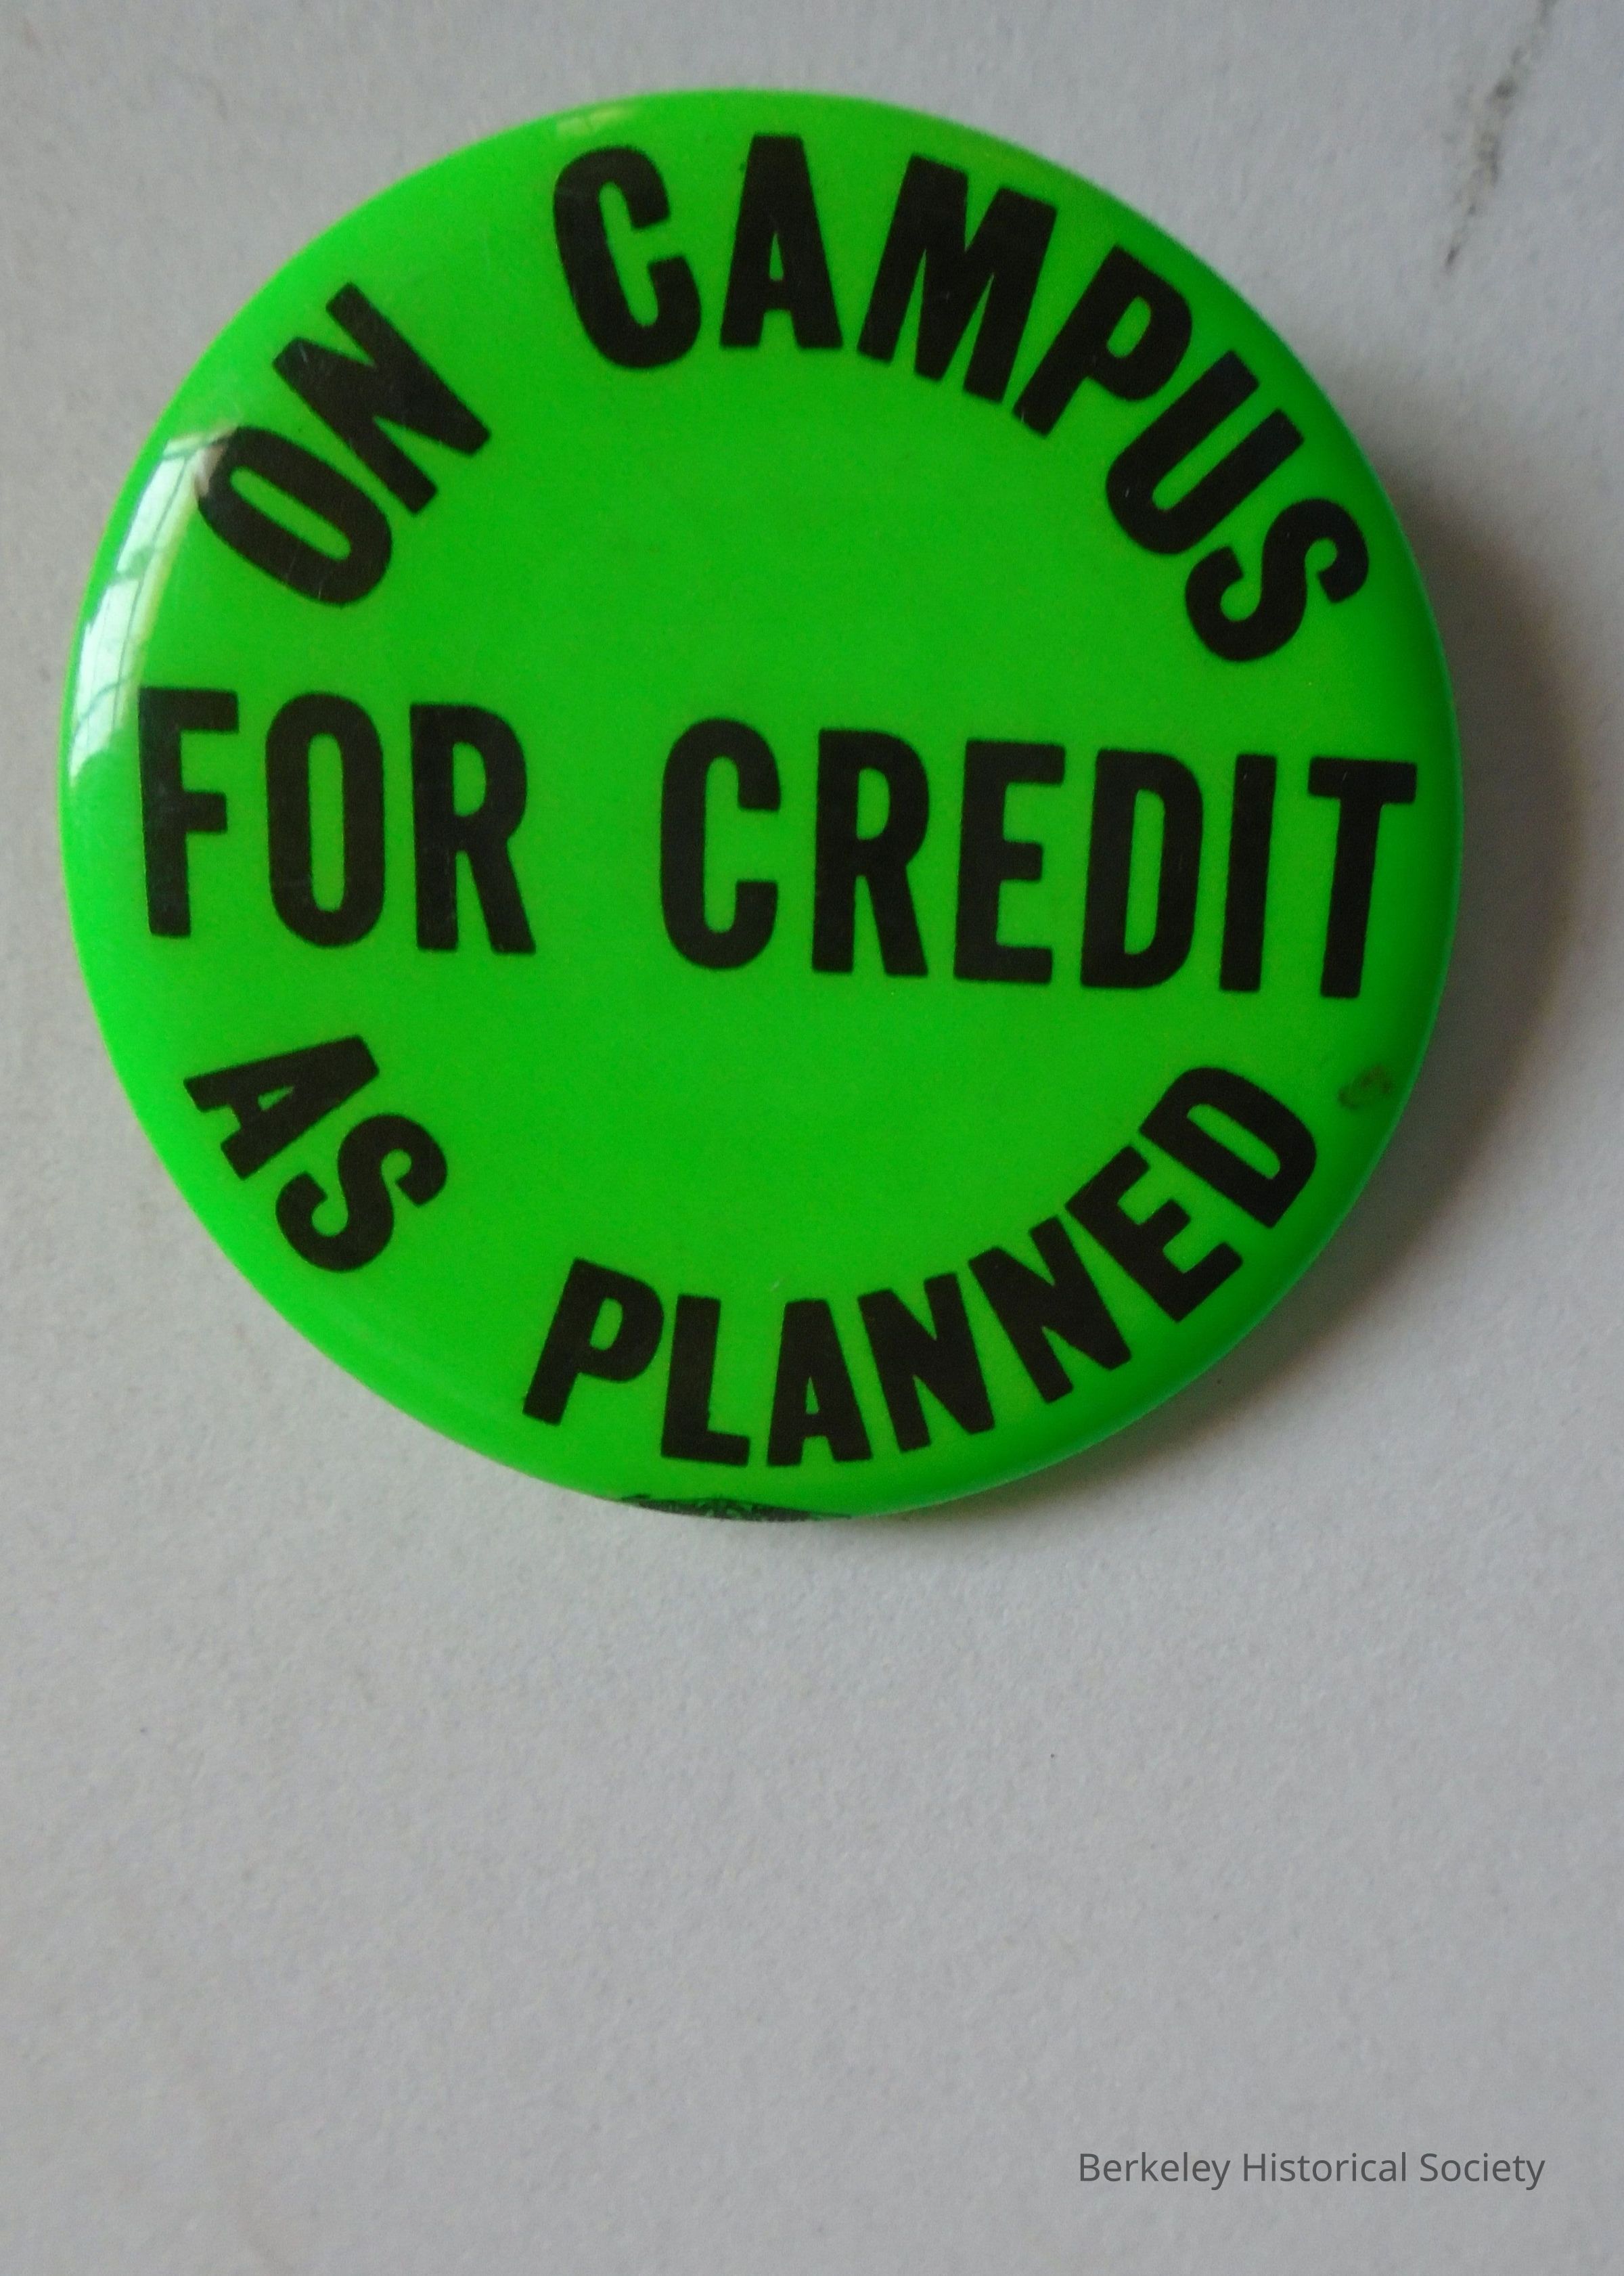 ON CAMPUS
FOR CREDIT
AS PLANNED
Berkeley Historical Society